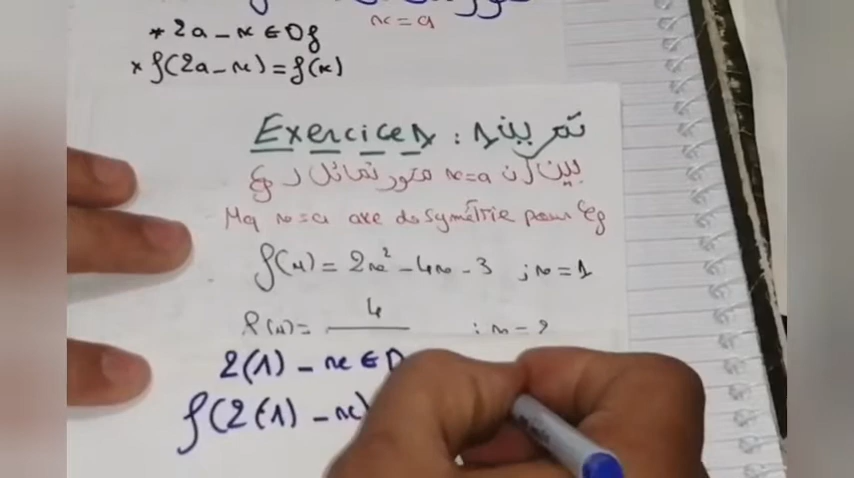 x = a
* 2a - x ∈ Df
* f(2a - x) = f(x)
Exercice 1 : تمرين 1
بين أن x=a محور تماثل ل Cf
Mq x=a axe de symétrie pour Cf
f(x) = 2x² - 4x - 3 ; x = 1
f(x) = 4
2(1) - x ∈ D
f(2(1) - x)